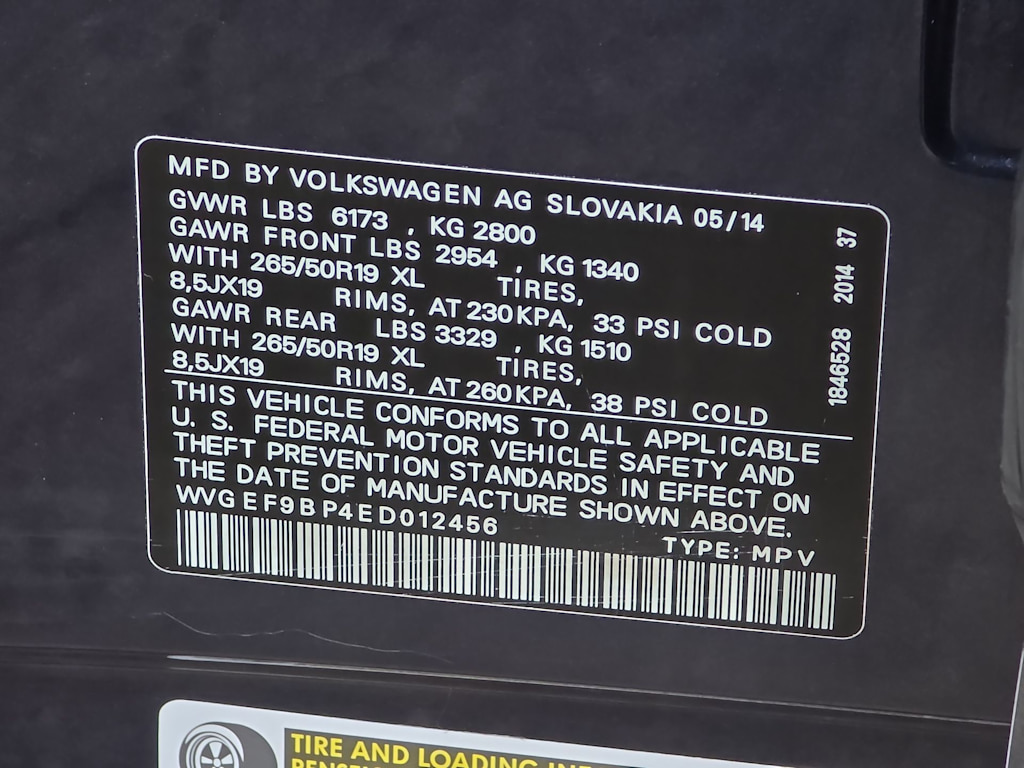 MFD BY VOLKSWAGEN AG SLOVAKIA 05/14
GVWR LBS 6173 , KG 2800
GAWR FRONT LBS 2954 , KG 1340
WITH 265/50R19 XL TIRES,
8,5JX19 RIMS, AT 230KPA, 33 PSI COLD
GAWR REAR LBS 3329 , KG 1510
WITH 265/50R19 XL TIRES,
8,5JX19 RIMS, AT 260KPA, 38 PSI COLD
THIS VEHICLE CONFORMS TO ALL APPLICABLE
U. S. FEDERAL MOTOR VEHICLE SAFETY AND
THEFT PREVENTION STANDARDS IN EFFECT ON
THE DATE OF MANUFACTURE SHOWN ABOVE.
WVGEF9BP4ED012456
TYPE: MPV
1846528 2014 37
TIRE AND LOADING